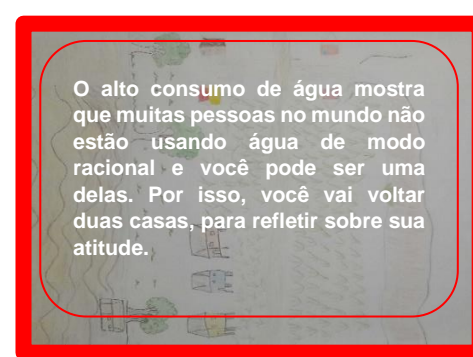 O alto consumo de água mostra
que muitas pessoas no mundo não
estão usando água de modo
racional e você pode ser uma
delas. Por isso, você vai voltar
duas casas, para refletir sobre sua
atitude.